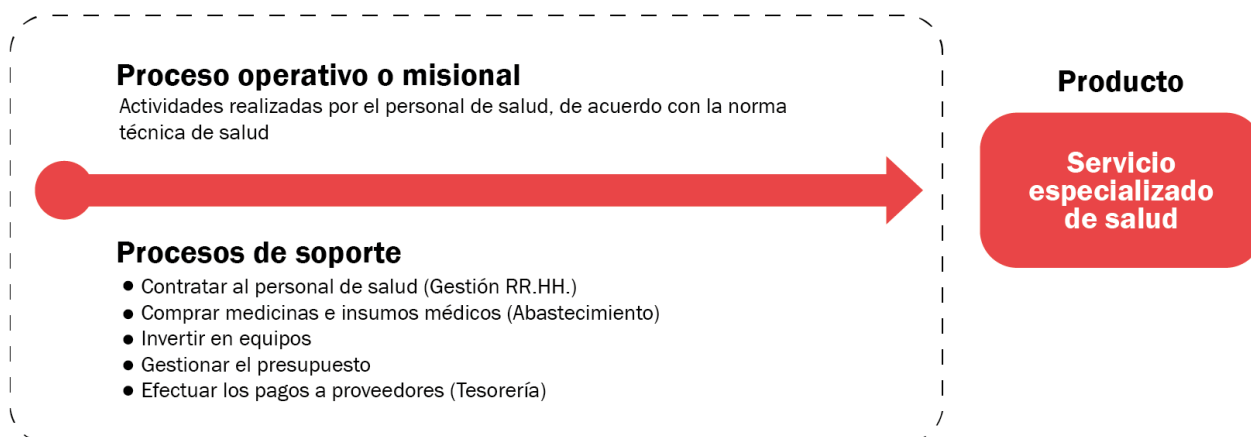 Proceso operativo o misional
Actividades realizadas por el personal de salud, de acuerdo con la norma
técnica de salud
Procesos de soporte
● Contratar al personal de salud (Gestión RR.HH.)
● Comprar medicinas e insumos médicos (Abastecimiento)
● Invertir en equipos
● Gestionar el presupuesto
● Efectuar los pagos a proveedores (Tesorería)
Producto
Servicio
especializado
de salud